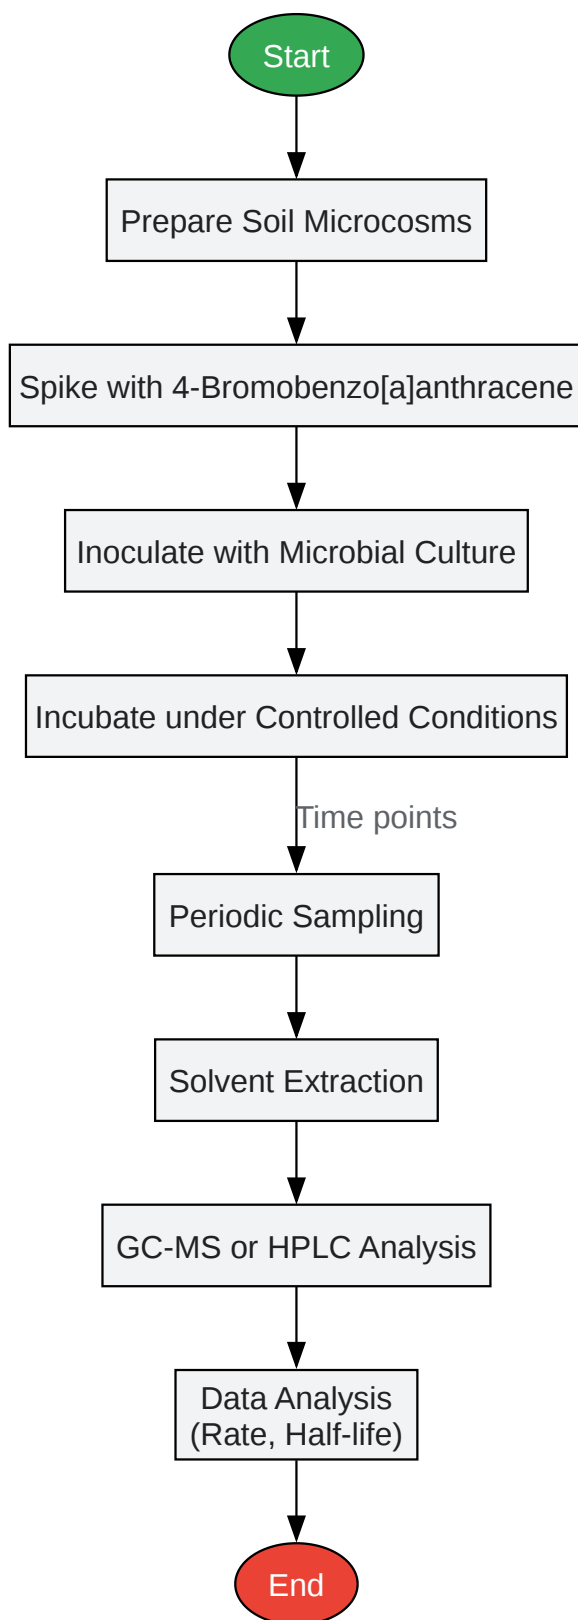 Start
Prepare Soil Microcosms
Spike with 4-Bromobenzo[a]anthracene
Inoculate with Microbial Culture
Incubate under Controlled Conditions
Time points
Periodic Sampling
Solvent Extraction
GC-MS or HPLC Analysis
Data Analysis
(Rate, Half-life)
End